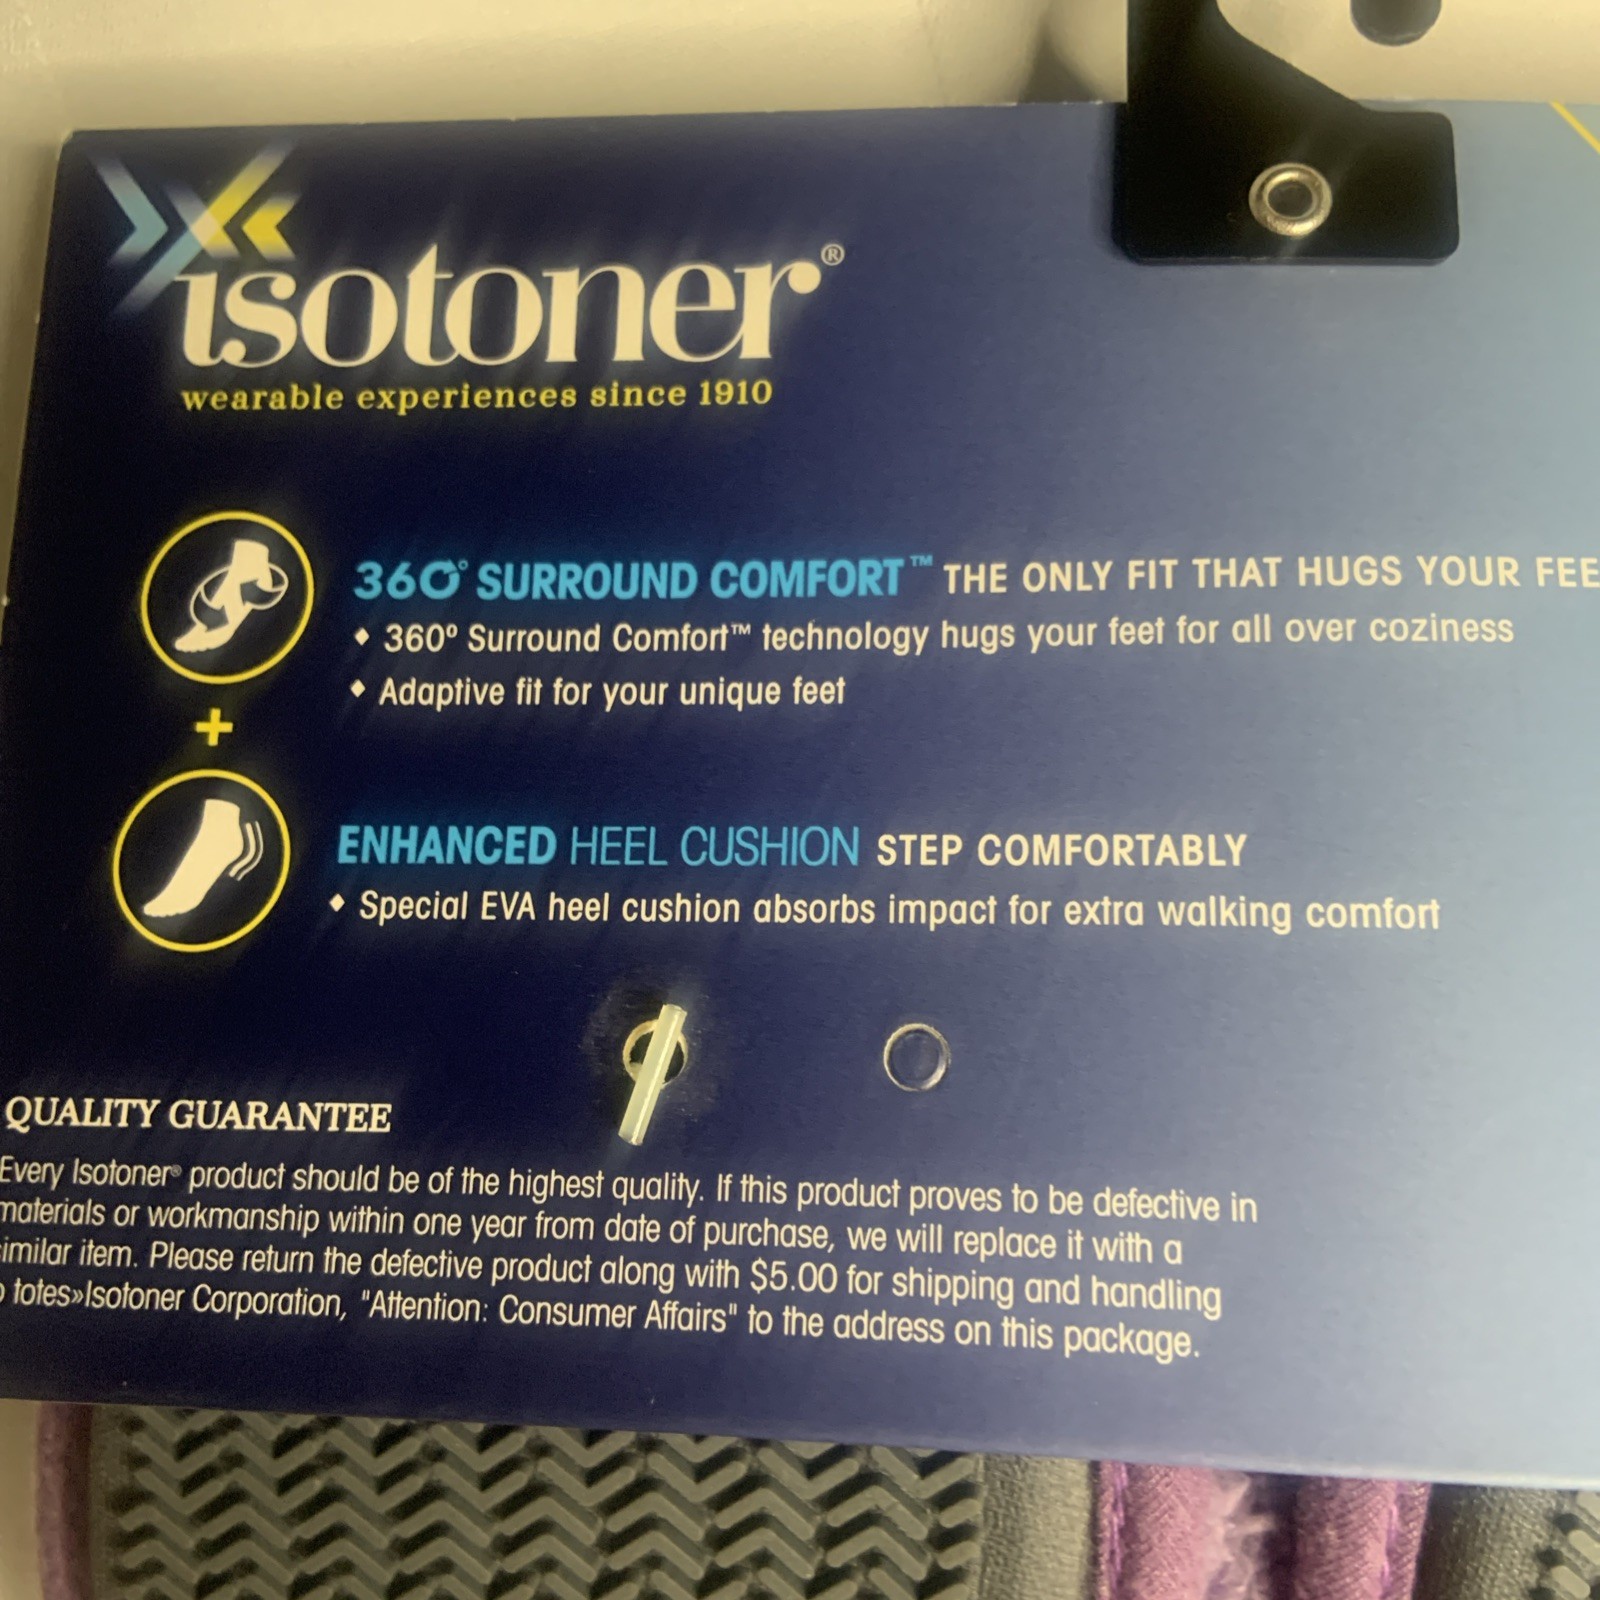 isotoner®
wearable experiences since 1910
360° SURROUND COMFORT™ THE ONLY FIT THAT HUGS YOUR FEE
• 360° Surround Comfort™ technology hugs your feet for all over coziness
• Adaptive fit for your unique feet
+
ENHANCED HEEL CUSHION STEP COMFORTABLY
• Special EVA heel cushion absorbs impact for extra walking comfort
QUALITY GUARANTEE
Every Isotoner® product should be of the highest quality. If this product proves to be defective in
materials or workmanship within one year from date of purchase, we will replace it with a
imilar item. Please return the defective product along with $5.00 for shipping and handling
totes»Isotoner Corporation, "Attention: Consumer Affairs" to the address on this package.